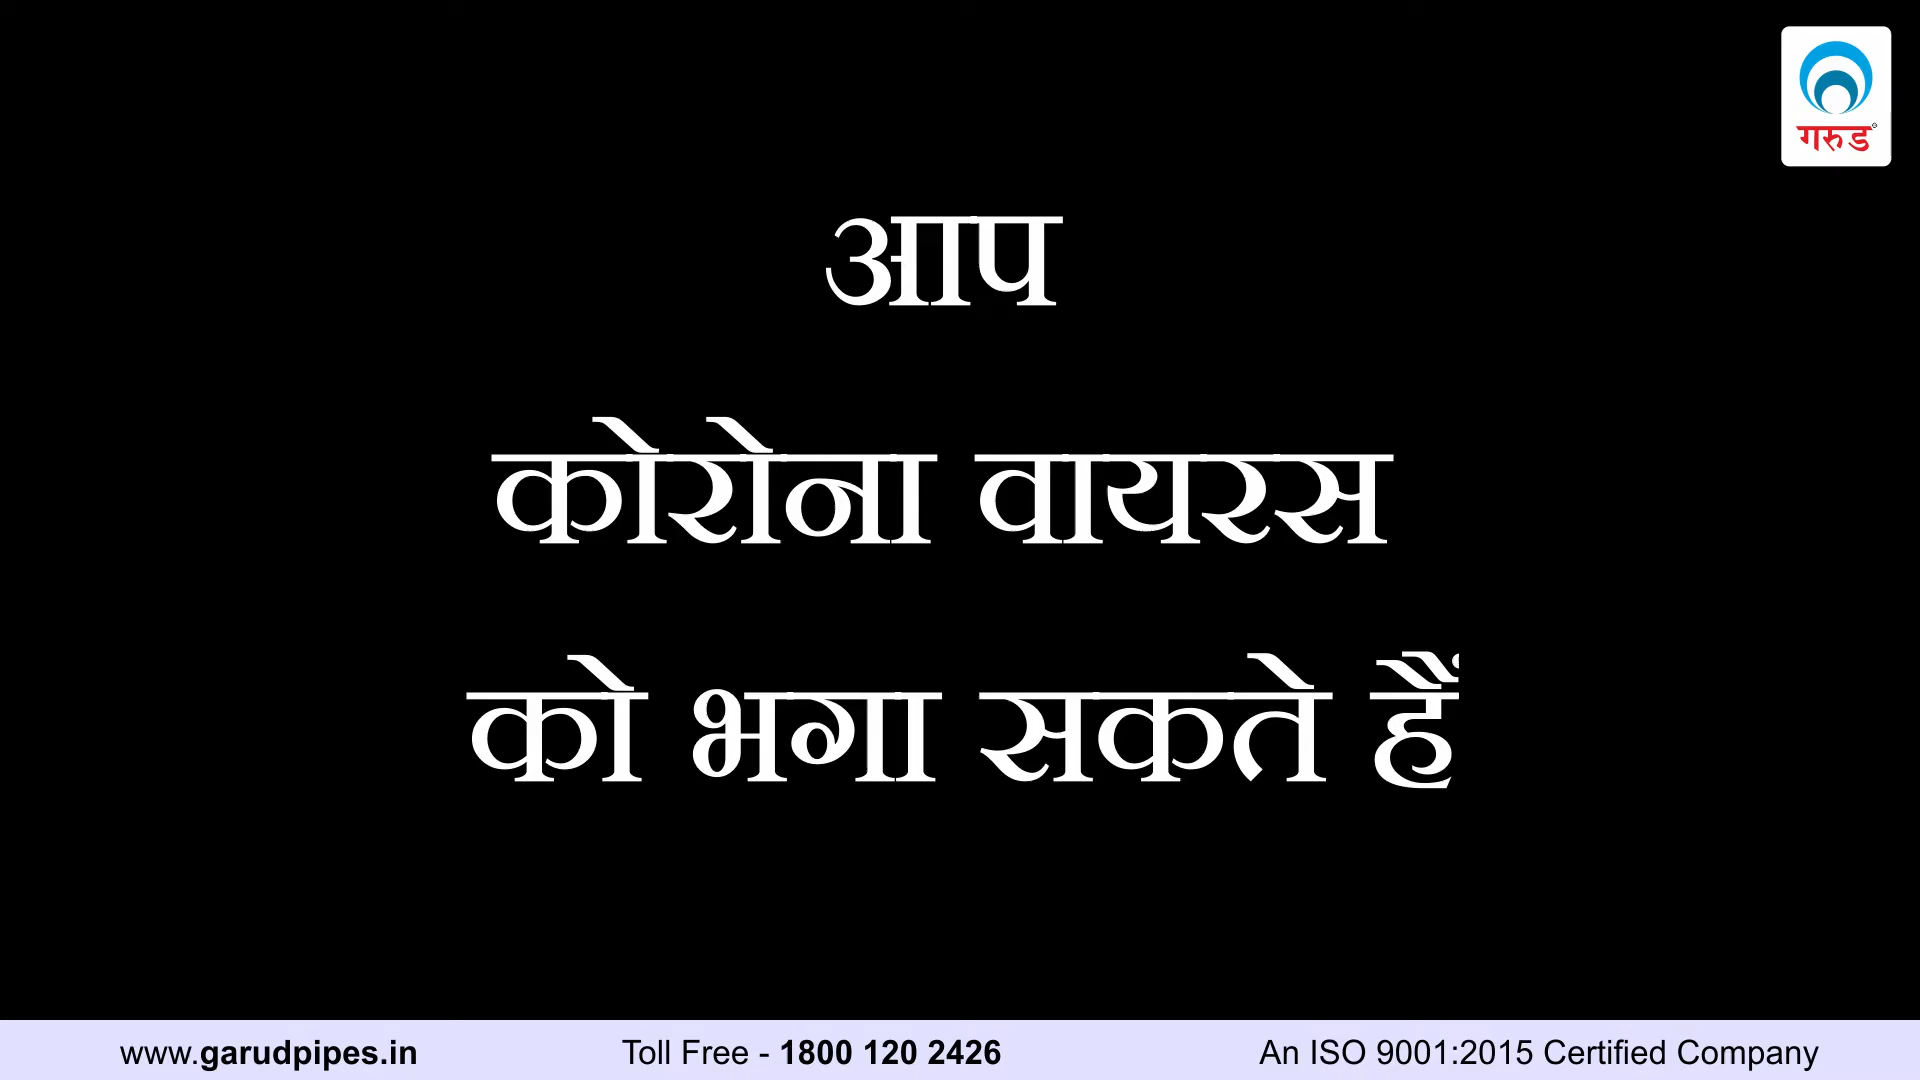 गरुड
आप
कोरोना वायरस
को भगा सकते हैं
www.garudpipes.in
Toll Free - 1800 120 2426
An ISO 9001:2015 Certified Company